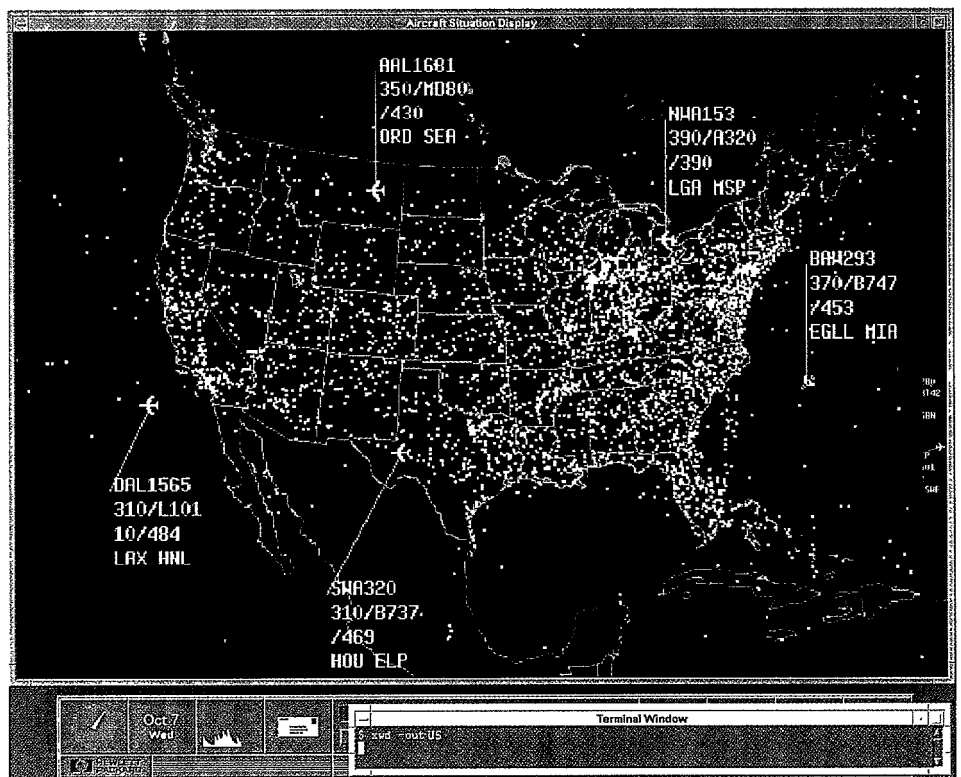 Aircraft Situation Display
AAL1681
350/MD80
/430
ORD SEA
NWA153
390/A320
/390
LGA MSP
BAW293
370/B747
/453
EGLL MIA
DAL1565
310/L101
10/484
LAX HNL
SWA320
310/B737
/469
HOU ELP
Oct 7
Wed
Terminal Window
$ xwd -out US